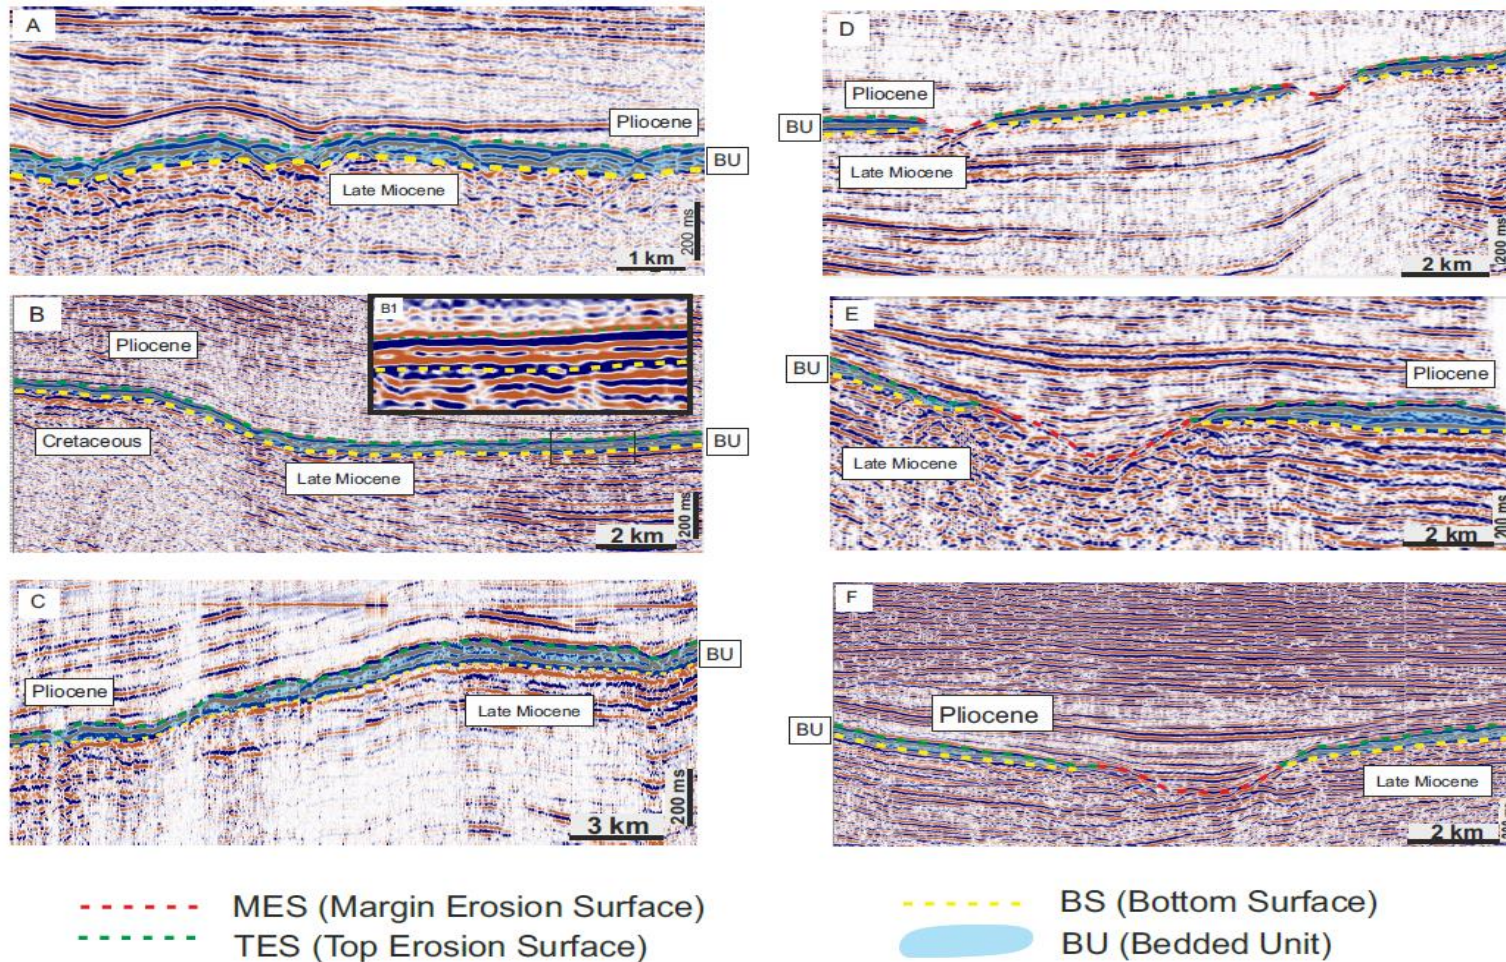 A
Pliocene
BU
Late Miocene
200 ms
1 km
B
B1
Pliocene
Cretaceous
BU
Late Miocene
200 ms
2 km
C
BU
Pliocene
Late Miocene
200 ms
3 km
D
Pliocene
BU
Late Miocene
200 ms
2 km
E
BU
Pliocene
Late Miocene
200 ms
2 km
F
Pliocene
BU
Late Miocene
2 km
MES (Margin Erosion Surface)
TES (Top Erosion Surface)
BS (Bottom Surface)
BU (Bedded Unit)